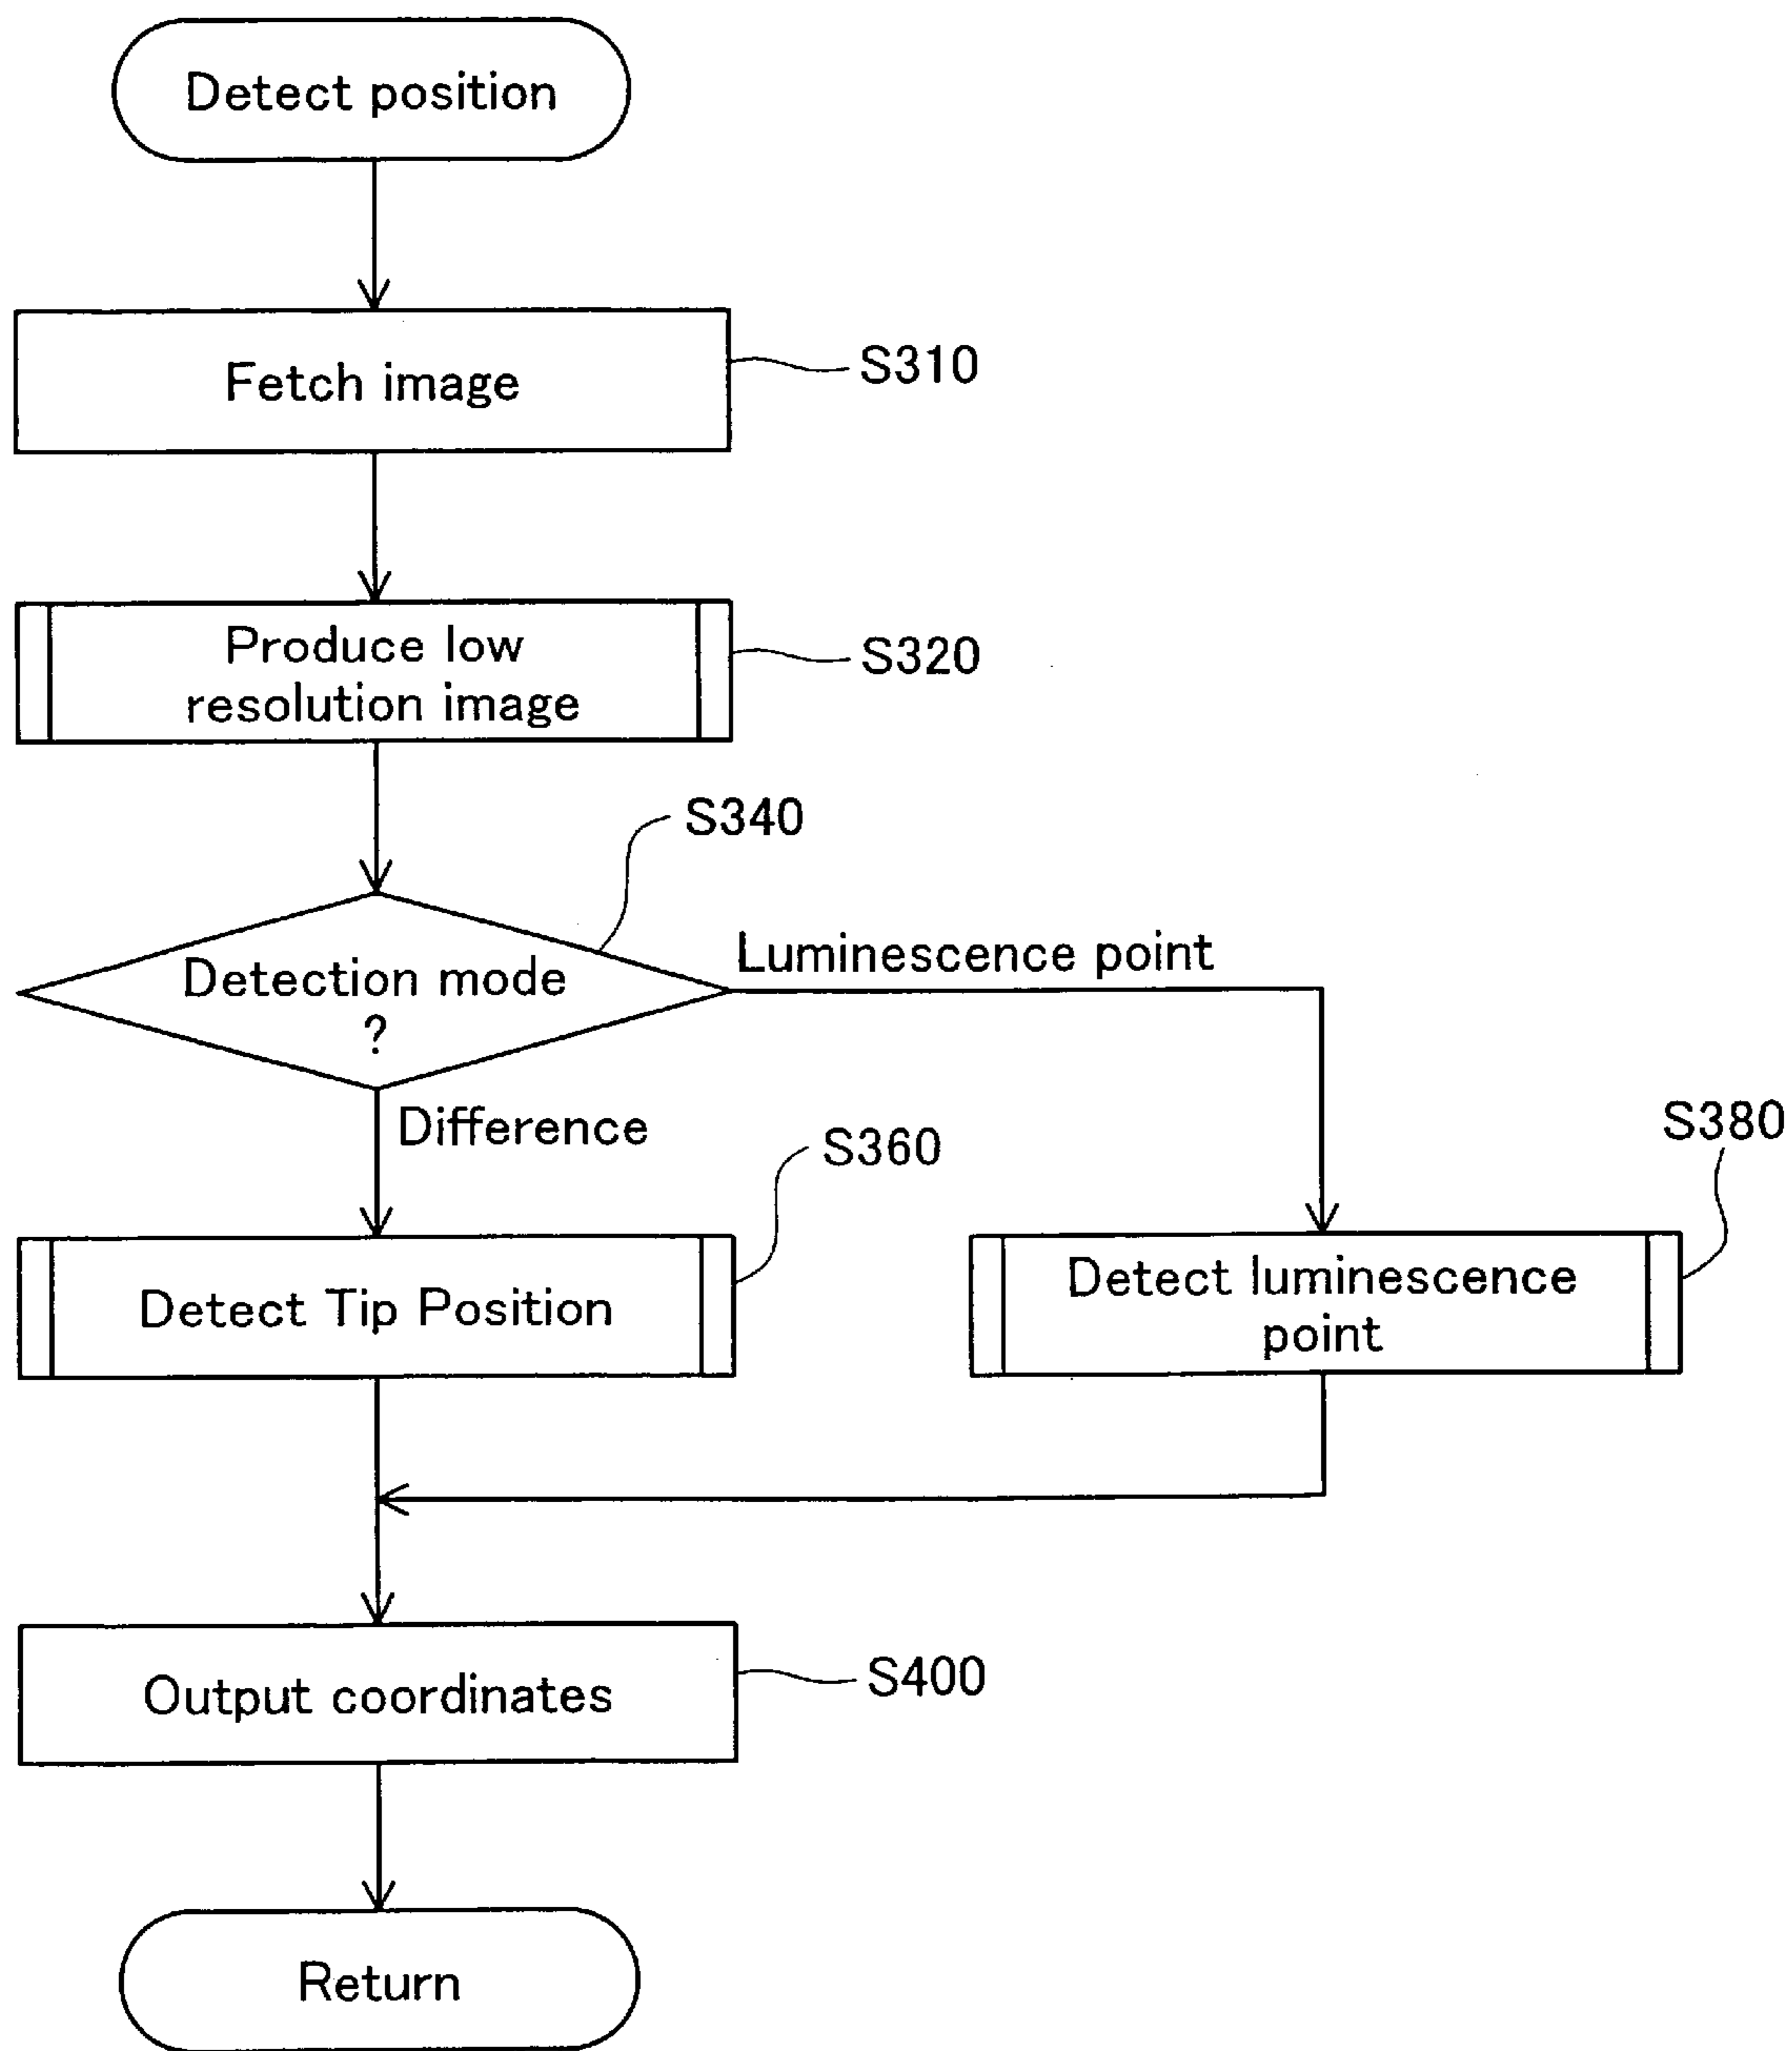 Detect position
Fetch image
S310
Produce low
resolution image
S320
S340
Detection mode
?
Luminescence point
Difference
S360
S380
Detect Tip Position
Detect luminescence
point
Output coordinates
S400
Return